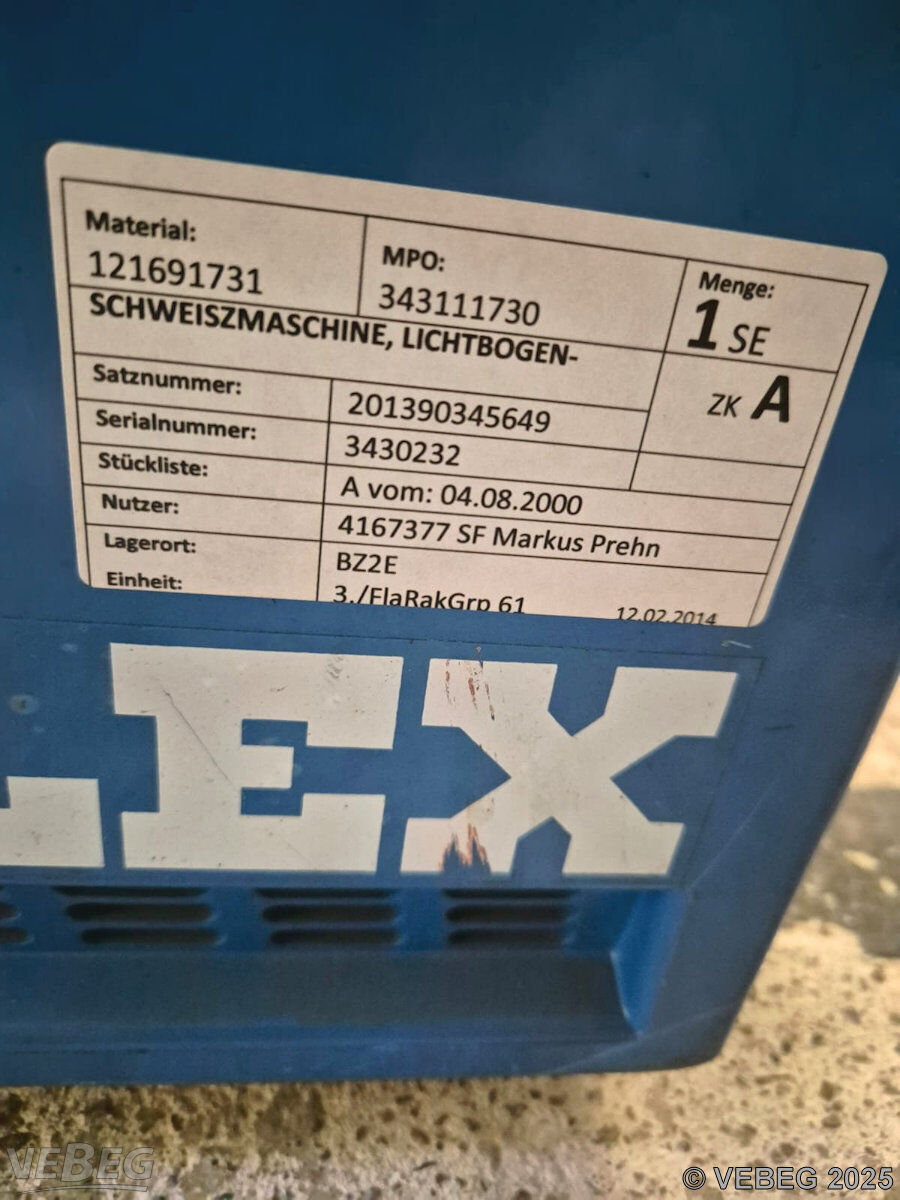 Material:
121691731
MPO:
343111730
Menge:
1 SE
SCHWEISZMASCHINE, LICHTBOGEN-
ZK A
Satznummer: 201390345649
Serialnummer: 3430232
Stückliste: A vom: 04.08.2000
Nutzer: 4167377 SF Markus Prehn
Lagerort: BZ2E
Einheit: 3./FlaRakGrp 61 12.02.2014
LEX
VEBEG
© VEBEG 2025